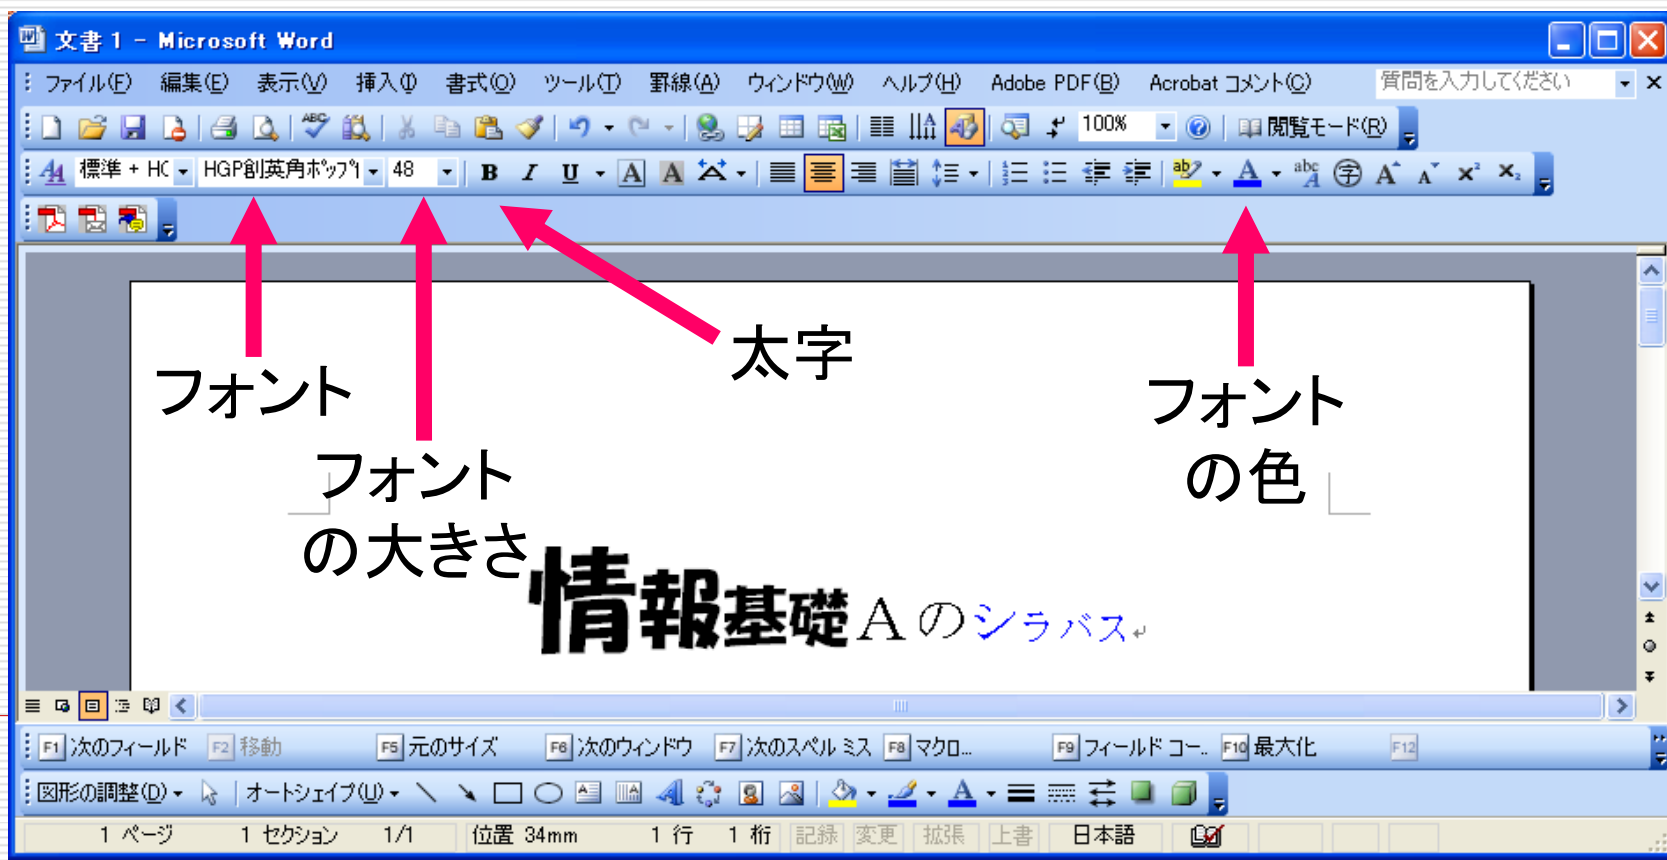 文書 1 - Microsoft Word
ファイル(F) 編集(E) 表示(V) 挿入(I) 書式(O) ツール(T) 罫線(A) ウィンドウ(W) ヘルプ(H) Adobe PDF(B) Acrobat コメント(C) 質問を入力してください
100% 閲覧モード(R)
標準 + HG HGP創英角ﾎﾟｯﾌﾟ 48 B I U A A ab A abc A 字 A A x² x₂
太字
フォント
フォント
の色
フォント
の大きさ
情報基礎Aのシラバス
F1 次のフィールド F2 移動 F5 元のサイズ F6 次のウィンドウ F7 次のスペル ミス F8 マクロ... F9 フィールド コー... F10 最大化 F12
図形の調整(D) オートシェイプ(U)
1 ページ 1 セクション 1/1 位置 34mm 1 行 1 桁 記録 変更 拡張 上書 日本語